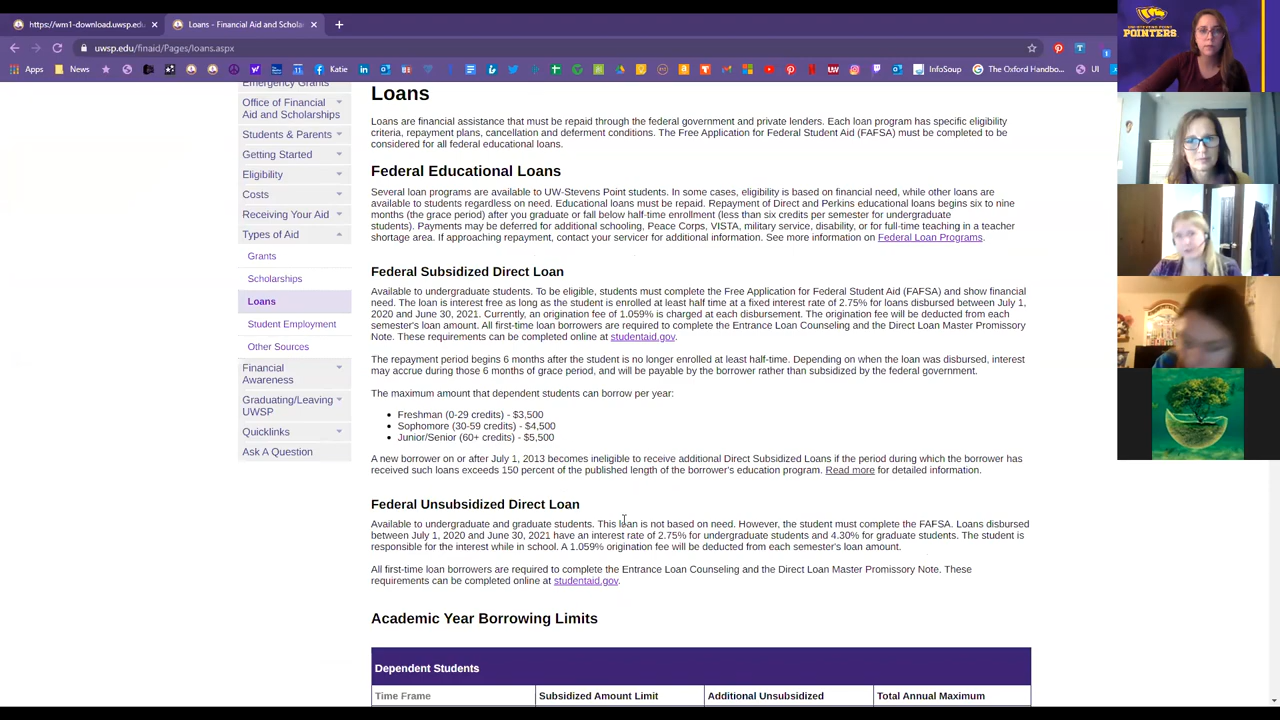 https://wm1-download.uwsp.edu
Loans - Financial Aid and Schola
uwsp.edu/finaid/Pages/loans.aspx
Apps
News
Katie
InfoSoup
The Oxford Handbo...
UI
UW-STEVENS POINT
POINTERS
Emergency Grants
Office of Financial
Aid and Scholarships
Students & Parents
Getting Started
Eligibility
Costs
Receiving Your Aid
Types of Aid
Grants
Scholarships
Loans
Student Employment
Other Sources
Financial
Awareness
Graduating/Leaving
UWSP
Quicklinks
Ask A Question
Loans
Loans are financial assistance that must be repaid through the federal government and private lenders. Each loan program has specific eligibility
criteria, repayment plans, cancellation and deferment conditions. The Free Application for Federal Student Aid (FAFSA) must be completed to be
considered for all federal educational loans.
Federal Educational Loans
Several loan programs are available to UW-Stevens Point students. In some cases, eligibility is based on financial need, while other loans are
available to students regardless on need. Educational loans must be repaid. Repayment of Direct and Perkins educational loans begins six to nine
months (the grace period) after you graduate or fall below half-time enrollment (less than six credits per semester for undergraduate
students). Payments may be deferred for additional schooling, Peace Corps, VISTA, military service, disability, or for full-time teaching in a teacher
shortage area. If approaching repayment, contact your servicer for additional information. See more information on Federal Loan Programs.
Federal Subsidized Direct Loan
Available to undergraduate students. To be eligible, students must complete the Free Application for Federal Student Aid (FAFSA) and show financial
need. The loan is interest free as long as the student is enrolled at least half time at a fixed interest rate of 2.75% for loans disbursed between July 1,
2020 and June 30, 2021. Currently, an origination fee of 1.059% is charged at each disbursement. The origination fee will be deducted from each
semester's loan amount. All first-time loan borrowers are required to complete the Entrance Loan Counseling and the Direct Loan Master Promissory
Note. These requirements can be completed online at studentaid.gov.
The repayment period begins 6 months after the student is no longer enrolled at least half-time. Depending on when the loan was disbursed, interest
may accrue during those 6 months of grace period, and will be payable by the borrower rather than subsidized by the federal government.
The maximum amount that dependent students can borrow per year:
• Freshman (0-29 credits) - $3,500
• Sophomore (30-59 credits) - $4,500
• Junior/Senior (60+ credits) - $5,500
A new borrower on or after July 1, 2013 becomes ineligible to receive additional Direct Subsidized Loans if the period during which the borrower has
received such loans exceeds 150 percent of the published length of the borrower's education program. Read more for detailed information.
Federal Unsubsidized Direct Loan
Available to undergraduate and graduate students. This loan is not based on need. However, the student must complete the FAFSA. Loans disbursed
between July 1, 2020 and June 30, 2021 have an interest rate of 2.75% for undergraduate students and 4.30% for graduate students. The student is
responsible for the interest while in school. A 1.059% origination fee will be deducted from each semester's loan amount.
All first-time loan borrowers are required to complete the Entrance Loan Counseling and the Direct Loan Master Promissory Note. These
requirements can be completed online at studentaid.gov.
Academic Year Borrowing Limits
Dependent Students
Time Frame Subsidized Amount Limit Additional Unsubsidized Total Annual Maximum